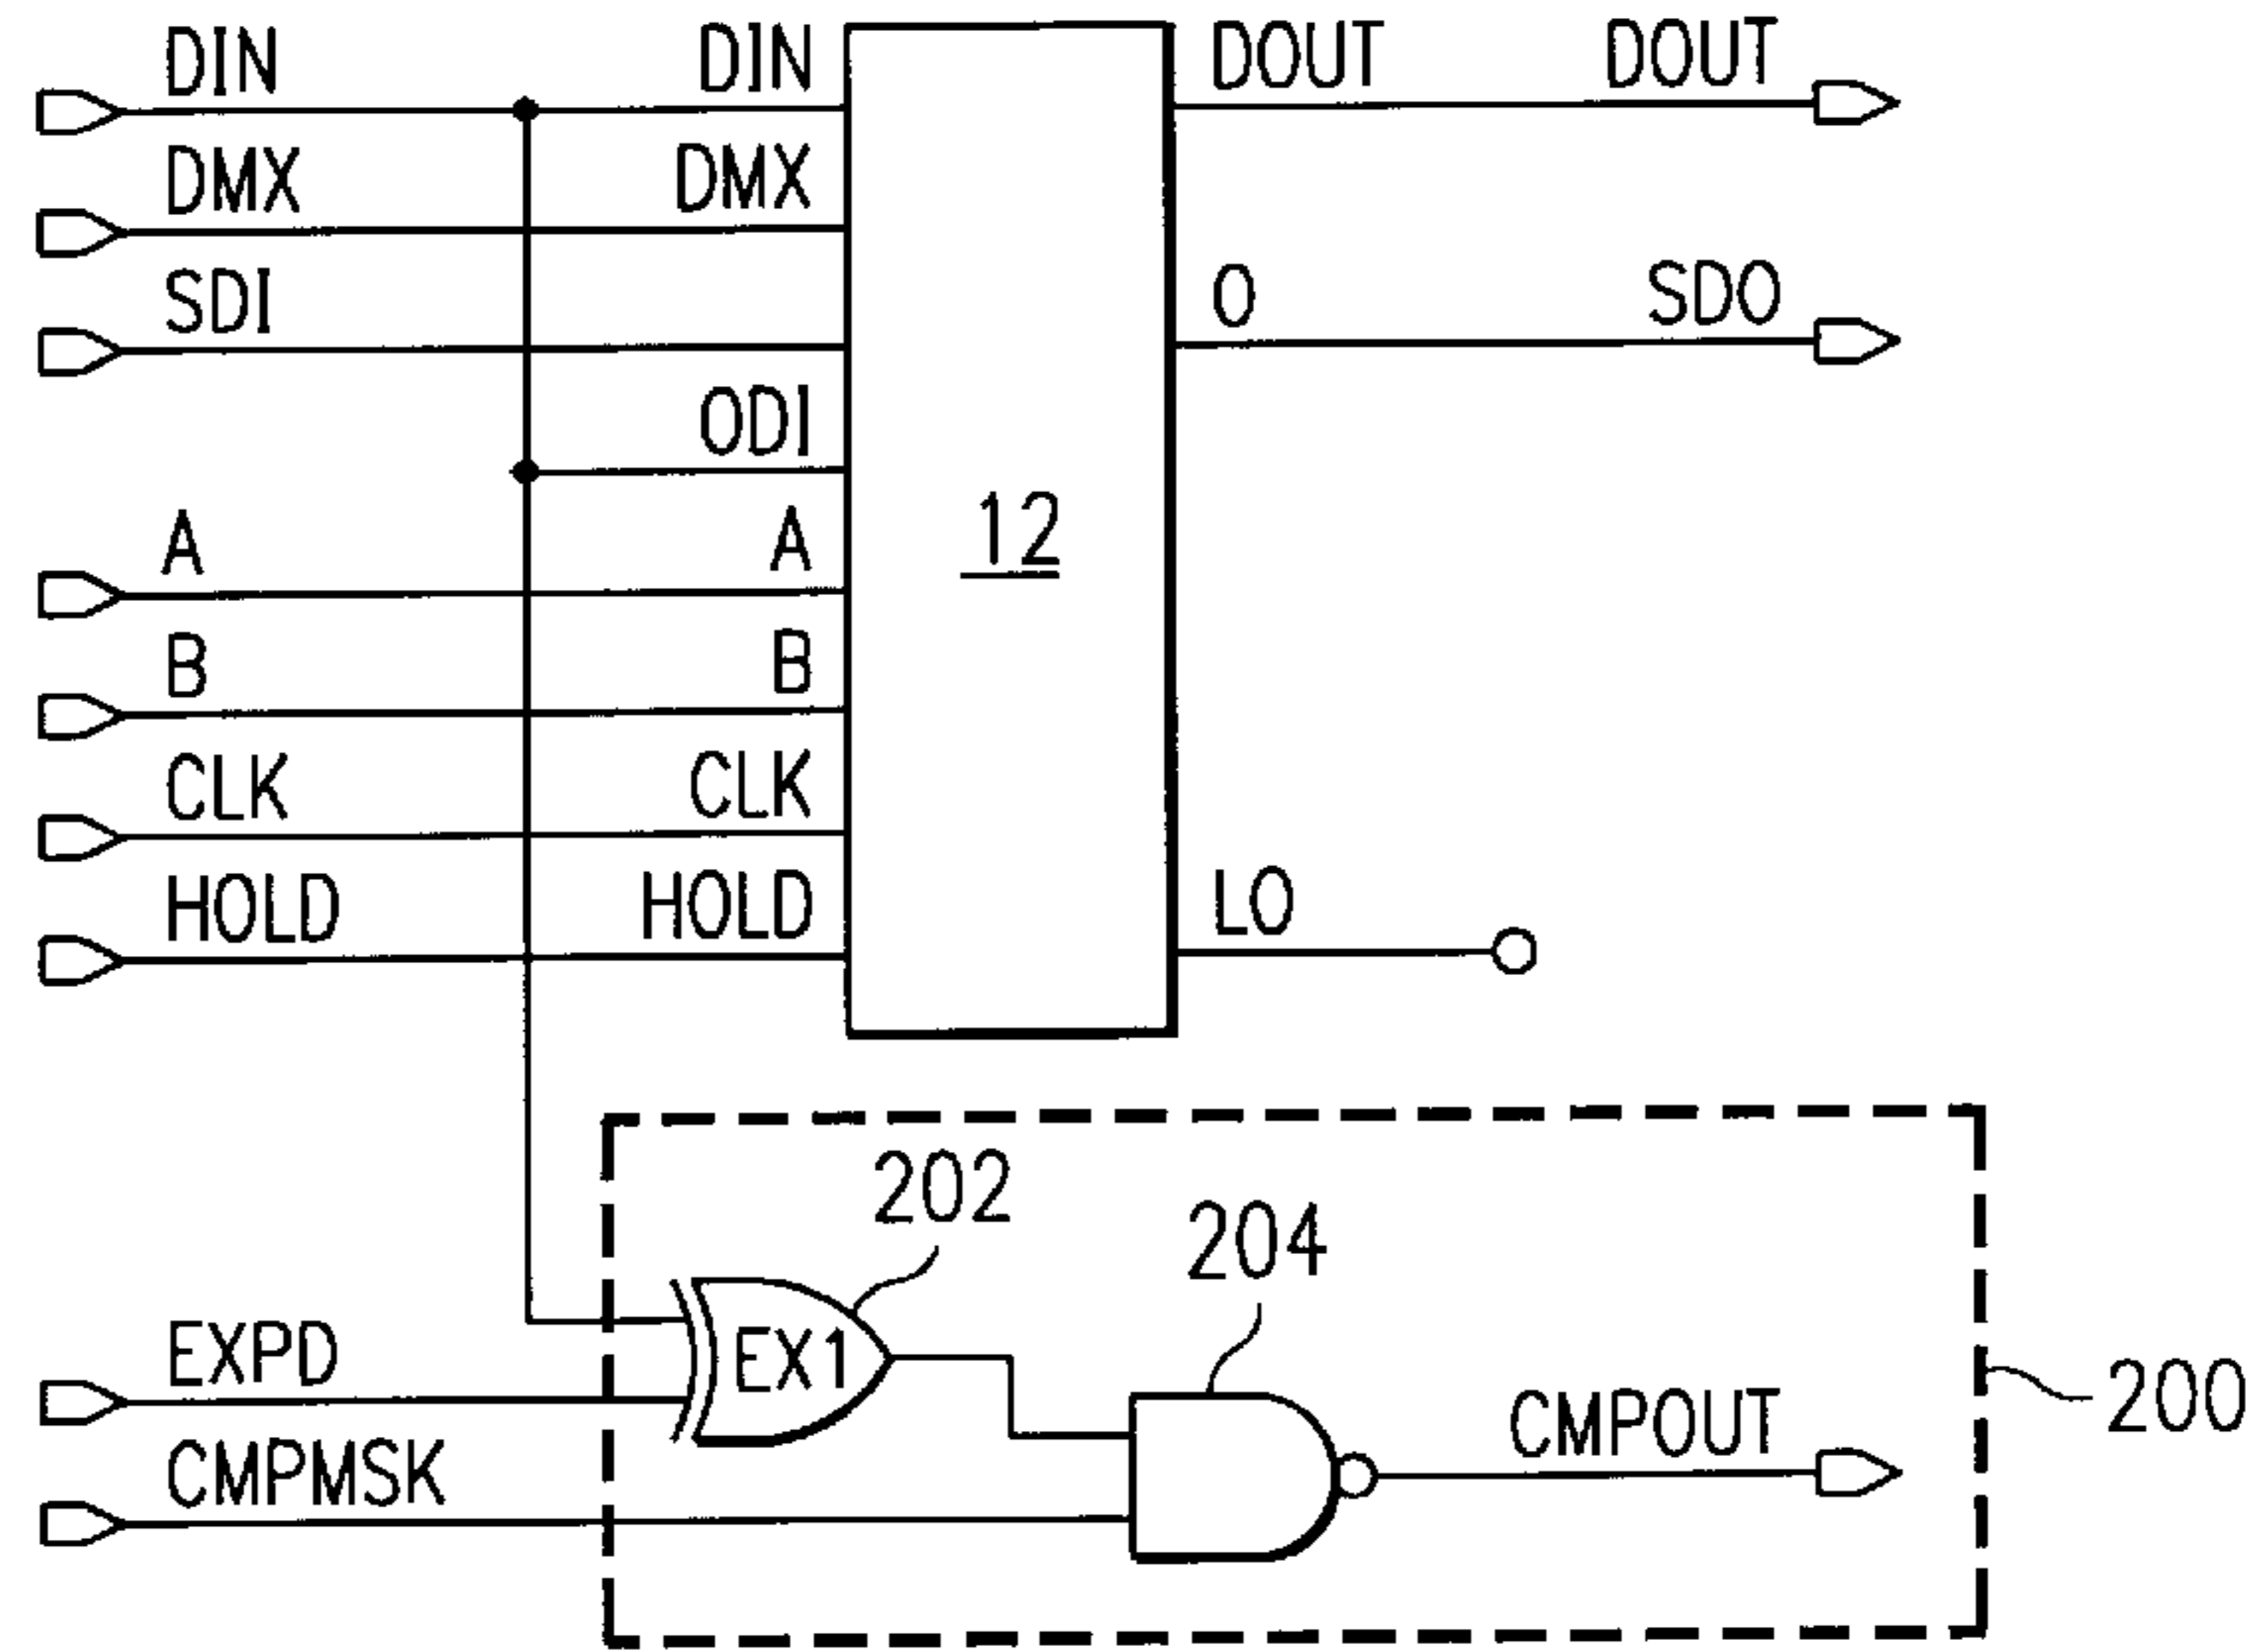 DIN DIN DOUT DOUT
DMX DMX
SDI O SDO
ODI
12
A A
B B
CLK CLK
HOLD HOLD LO
202
204
EXPD EX1
CMPOUT 200
CMPMSK